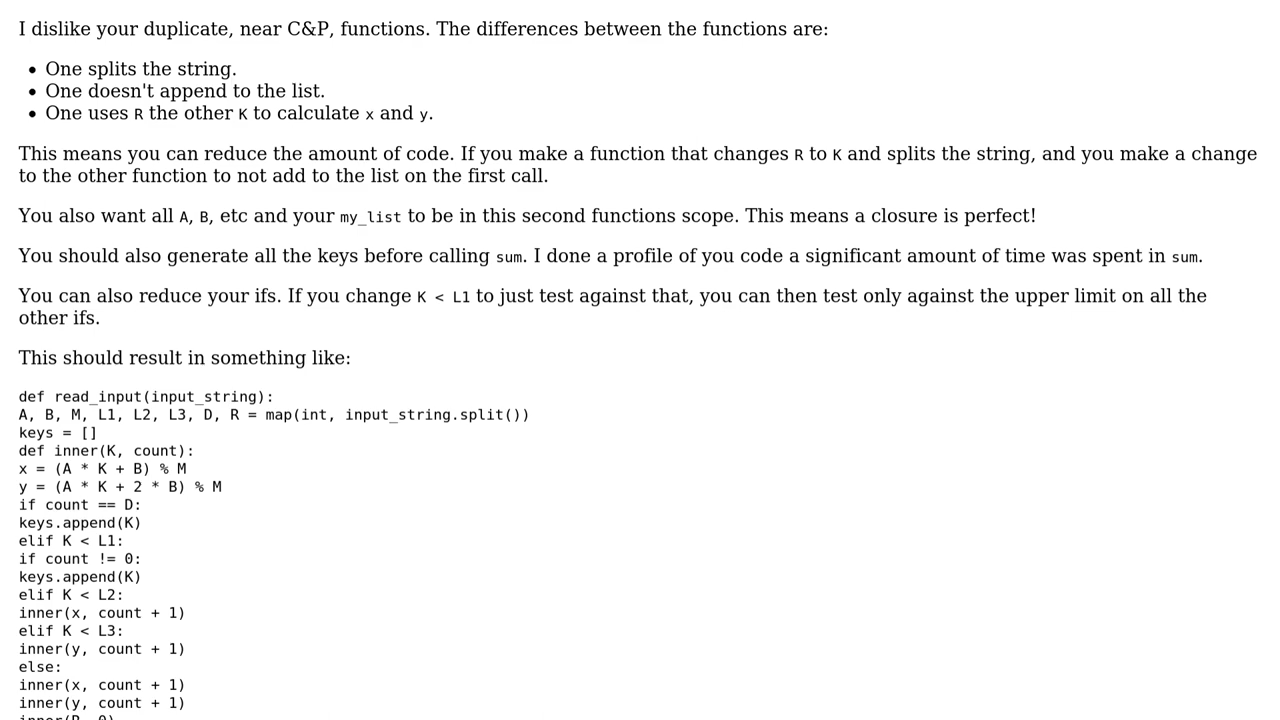 I dislike your duplicate, near C&P, functions. The differences between the functions are:
• One splits the string.
• One doesn't append to the list.
• One uses R the other K to calculate x and y.
This means you can reduce the amount of code. If you make a function that changes R to K and splits the string, and you make a change
to the other function to not add to the list on the first call.
You also want all A, B, etc and your my_list to be in this second functions scope. This means a closure is perfect!
You should also generate all the keys before calling sum. I done a profile of you code a significant amount of time was spent in sum.
You can also reduce your ifs. If you change K < L1 to just test against that, you can then test only against the upper limit on all the
other ifs.
This should result in something like:
def read_input(input_string):
A, B, M, L1, L2, L3, D, R = map(int, input_string.split())
keys = []
def inner(K, count):
x = (A * K + B) % M
y = (A * K + 2 * B) % M
if count == D:
keys.append(K)
elif K < L1:
if count != 0:
keys.append(K)
elif K < L2:
inner(x, count + 1)
elif K < L3:
inner(y, count + 1)
else:
inner(x, count + 1)
inner(y, count + 1)
inner(R, 0)